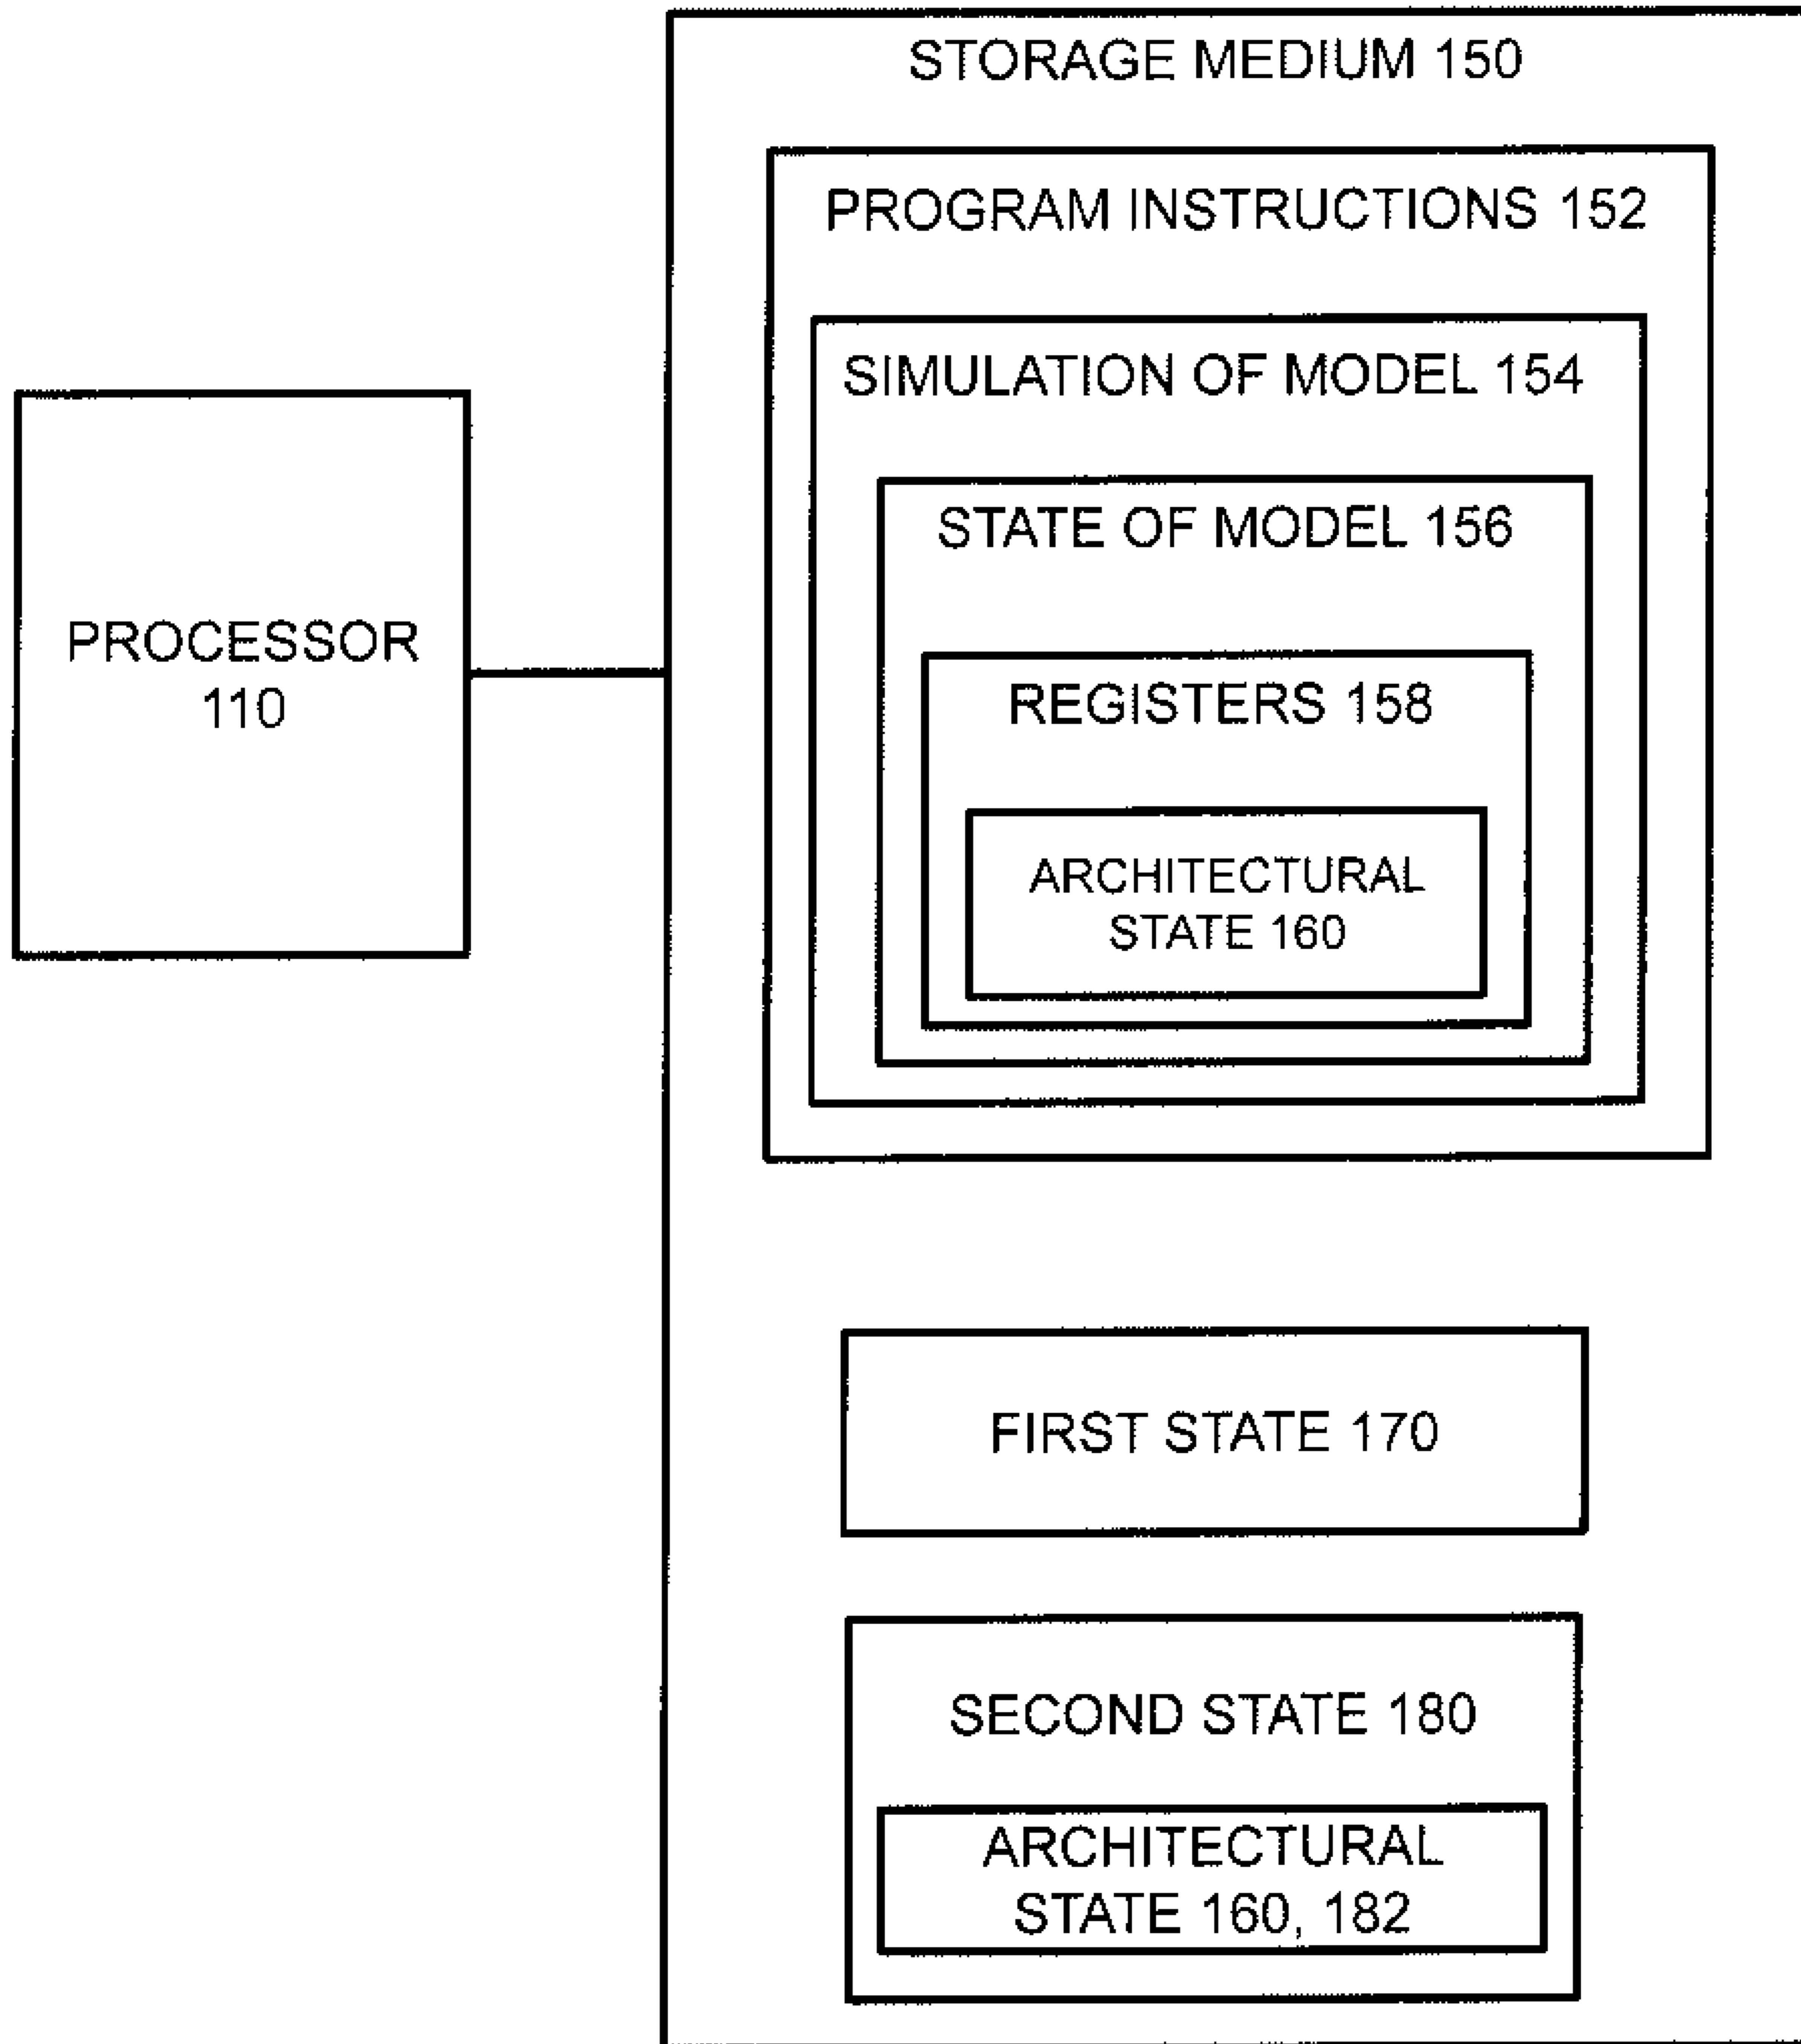 STORAGE MEDIUM 150
PROGRAM INSTRUCTIONS 152
SIMULATION OF MODEL 154
STATE OF MODEL 156
PROCESSOR
110
REGISTERS 158
ARCHITECTURAL
STATE 160
FIRST STATE 170
SECOND STATE 180
ARCHITECTURAL
STATE 160, 182